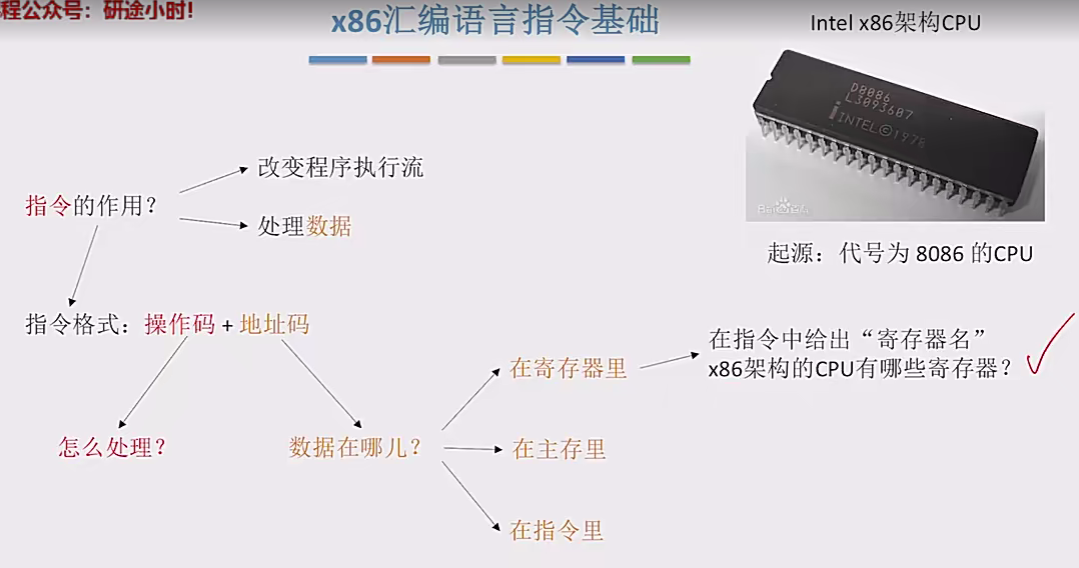 程公众号：研途小时!
x86汇编语言指令基础
Intel x86架构CPU
D8086
L3093607
INTEL©1978
Bai百科
起源：代号为 8086 的CPU
改变程序执行流
指令的作用？
处理数据
指令格式：操作码 + 地址码
在指令中给出“寄存器名”
x86架构的CPU有哪些寄存器？
在寄存器里
怎么处理？
数据在哪儿？
在主存里
在指令里